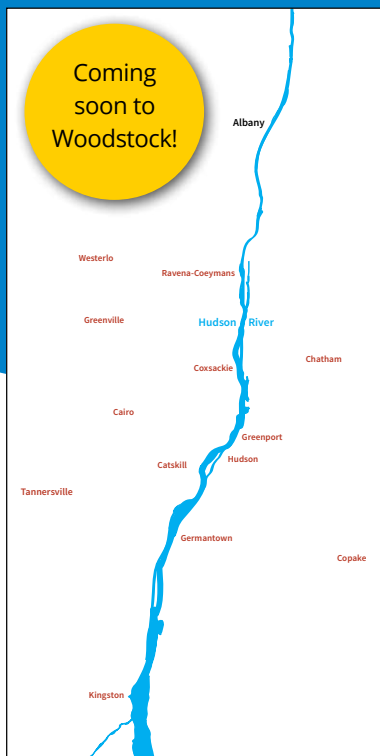 Coming
soon to
Woodstock!
Albany
Westerlo
Ravena-Coeymans
Greenville
Hudson River
Chatham
Coxsackie
Cairo
Greenport
Hudson
Catskill
Tannersville
Germantown
Copake
Kingston